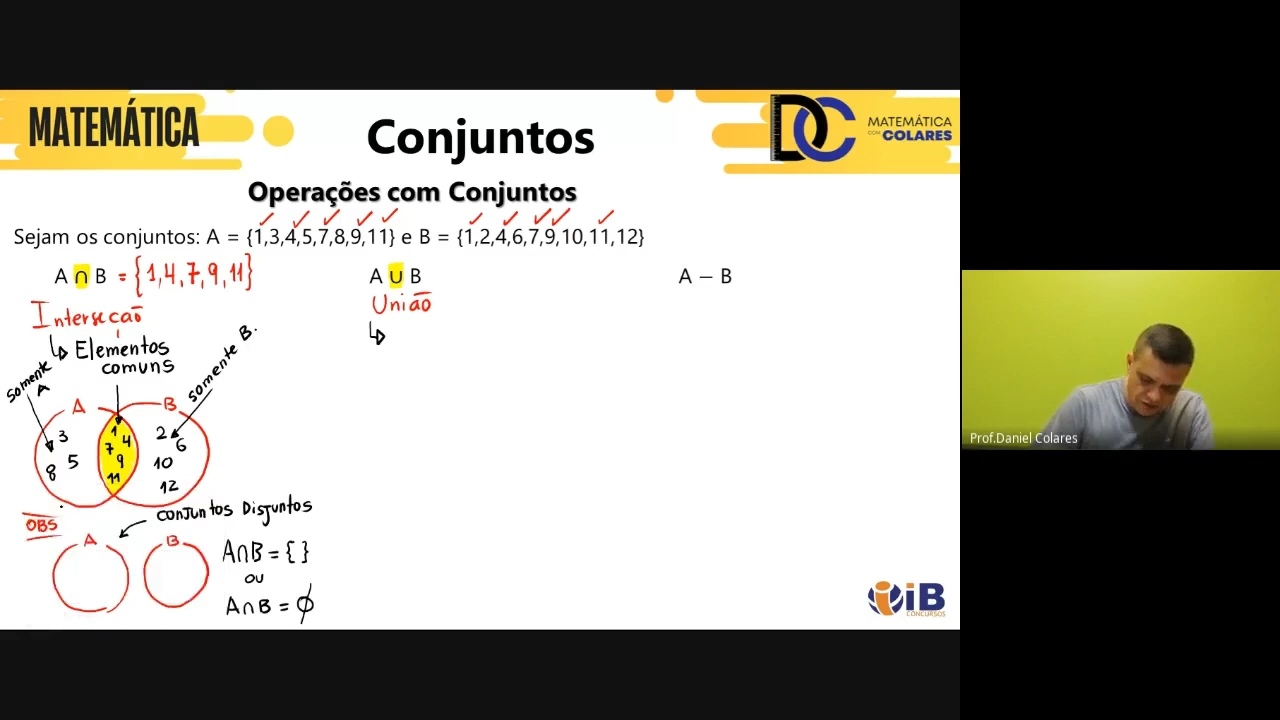 MATEMÁTICA
Conjuntos
DC MATEMÁTICA
COM COLARES
Operações com Conjuntos
Sejam os conjuntos: A = {1,3,4,5,7,8,9,11} e B = {1,2,4,6,7,9,10,11,12}
A ∩ B = {1,4,7,9,11}
A ∪ B
A − B
Interseção
União
↳ Elementos
comuns
↳
somente
A
somente B.
A
B
3
5
8
1
4
7
9
11
2
6
10
12
OBS
conjuntos Disjuntos
A
B
A∩B = { }
ou
A∩B = ∅
iB
CONCURSOS
Prof.Daniel Colares